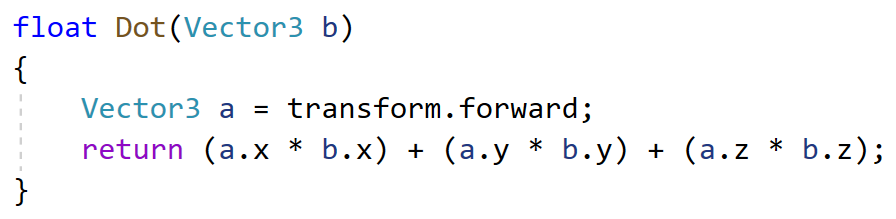 float Dot(Vector3 b)
{
    Vector3 a = transform.forward;
    return (a.x * b.x) + (a.y * b.y) + (a.z * b.z);
}